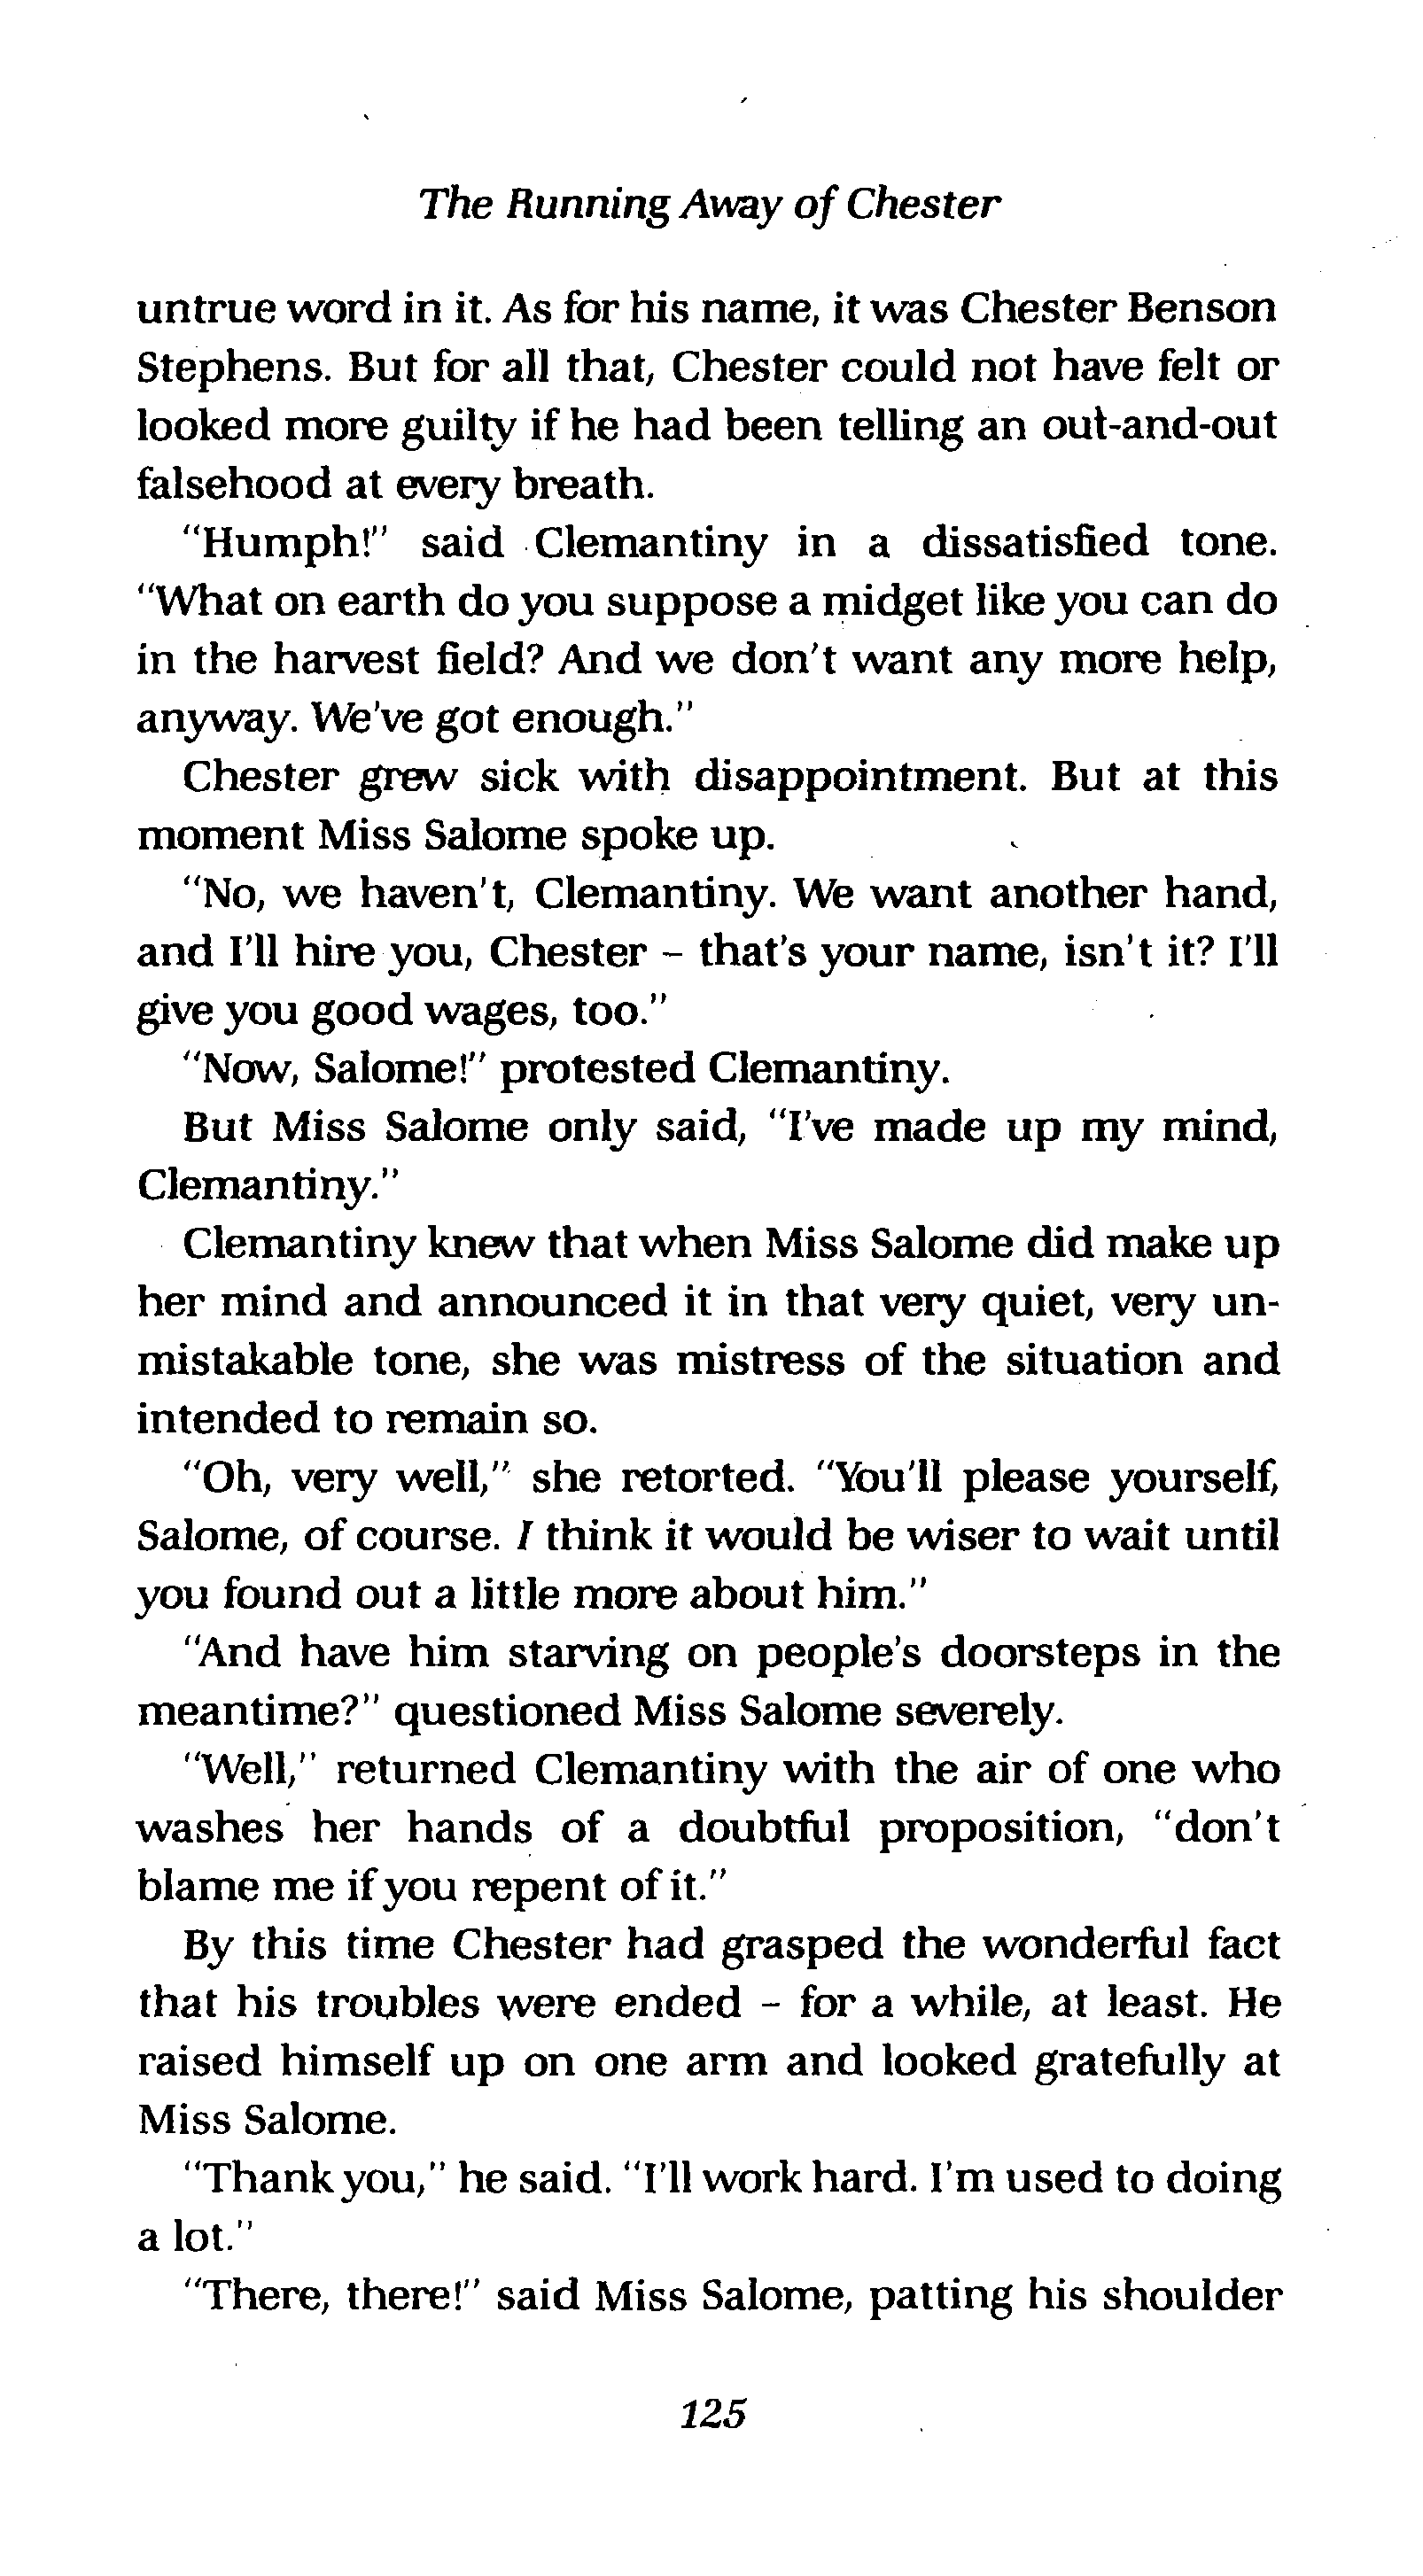 The Running Away of Chester
untrue word in it. As for his name, it was Chester Benson
Stephens. But for all that, Chester could not have felt or
looked more guilty if he had been telling an out-and-out
falsehood at every breath.
"Humph!" said Clemantiny in a dissatisfied tone.
"What on earth do you suppose a midget like you can do
in the harvest field? And we don't want any more help,
anyway. We've got enough."
Chester grew sick with disappointment. But at this
moment Miss Salome spoke up.
"No, we haven't, Clemantiny. We want another hand,
and I'll hire you, Chester – that's your name, isn't it? I'll
give you good wages, too."
"Now, Salome!" protested Clemantiny.
But Miss Salome only said, "I've made up my mind,
Clemantiny."
Clemantiny knew that when Miss Salome did make up
her mind and announced it in that very quiet, very un-
mistakable tone, she was mistress of the situation and
intended to remain so.
"Oh, very well," she retorted. "You'll please yourself,
Salome, of course. I think it would be wiser to wait until
you found out a little more about him."
"And have him starving on people's doorsteps in the
meantime?" questioned Miss Salome severely.
"Well," returned Clemantiny with the air of one who
washes her hands of a doubtful proposition, "don't
blame me if you repent of it."
By this time Chester had grasped the wonderful fact
that his troubles were ended – for a while, at least. He
raised himself up on one arm and looked gratefully at
Miss Salome.
"Thank you," he said. "I'll work hard. I'm used to doing
a lot."
"There, there!" said Miss Salome, patting his shoulder
125